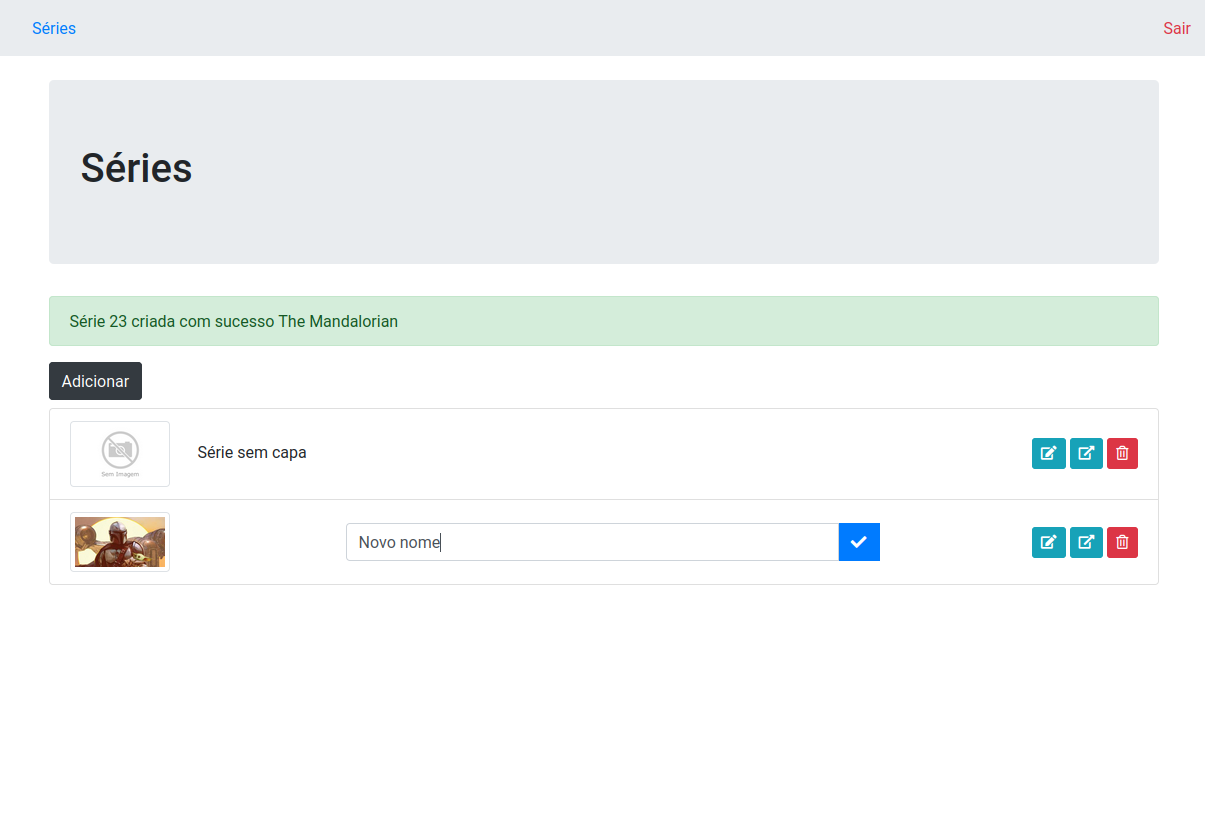 Séries
Sair
Séries
Série 23 criada com sucesso The Mandalorian
Adicionar
Sem Imagem
Série sem capa
Novo nome